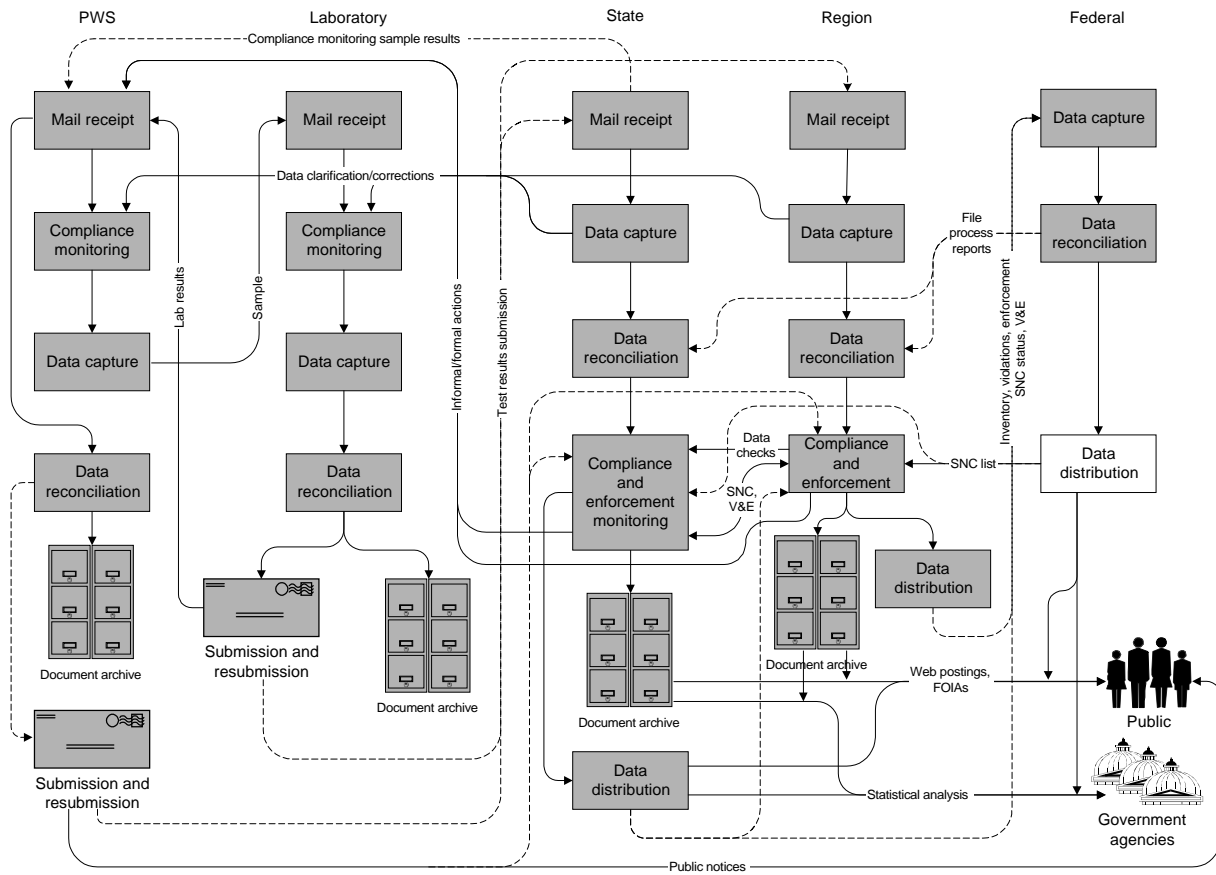 PWS
Laboratory
State
Region
Federal
Compliance monitoring sample results
Mail receipt
Mail receipt
Mail receipt
Mail receipt
Data capture
Data clarification/corrections
Compliance
monitoring
Compliance
monitoring
Data capture
Data capture
File
process
reports
Data
reconciliation
Lab results
Sample
Informal/formal actions
Test results submission
Inventory, violations, enforcement
SNC status, V&E
Data capture
Data capture
Data
reconciliation
Data
reconciliation
Data
reconciliation
Data
reconciliation
Compliance
and
enforcement
monitoring
Data
checks
SNC,
V&E
Compliance
and
enforcement
SNC list
Data
distribution
Data
distribution
Document archive
Submission and
resubmission
Document archive
Document archive
Document archive
Web postings,
FOIAs
Public
Submission and
resubmission
Data
distribution
Statistical analysis
Government
agencies
Public notices